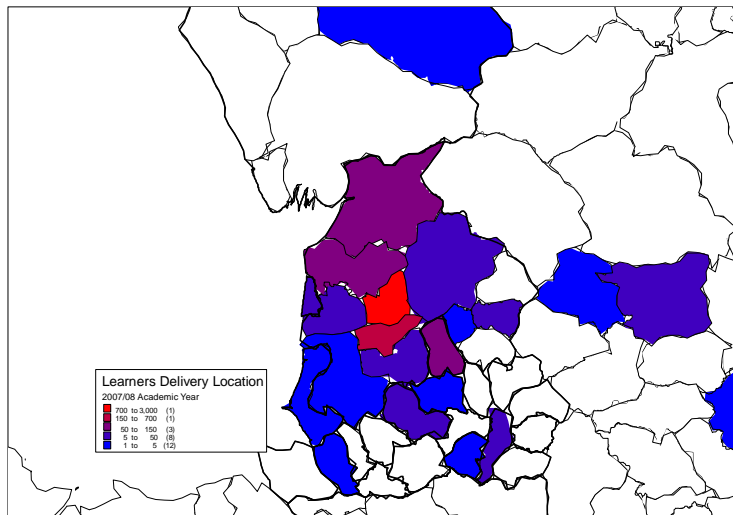 Learners Delivery Location
2007/08 Academic Year
700 to 3,000 (1)
150 to 700 (1)
50 to 150 (3)
5 to 50 (8)
1 to 5 (12)